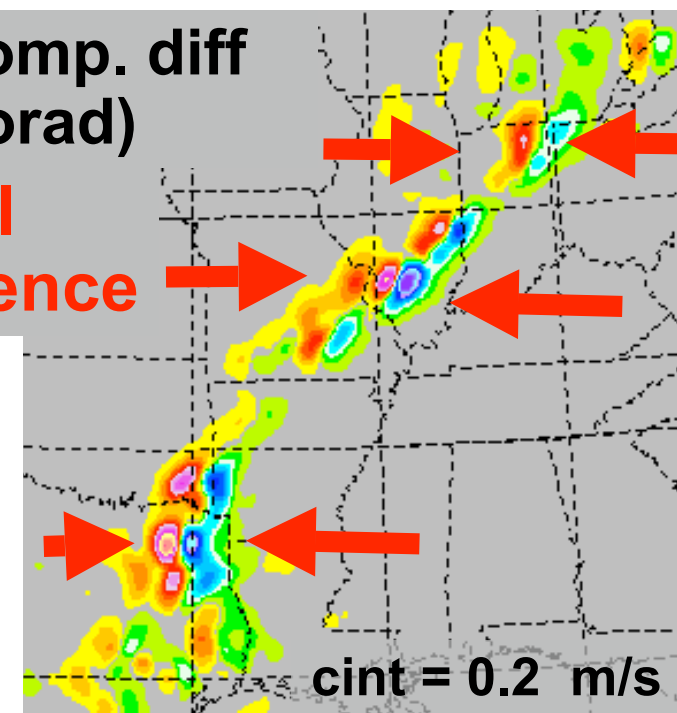 omp. diff
orad)
l
ence
cint = 0.2 m/s